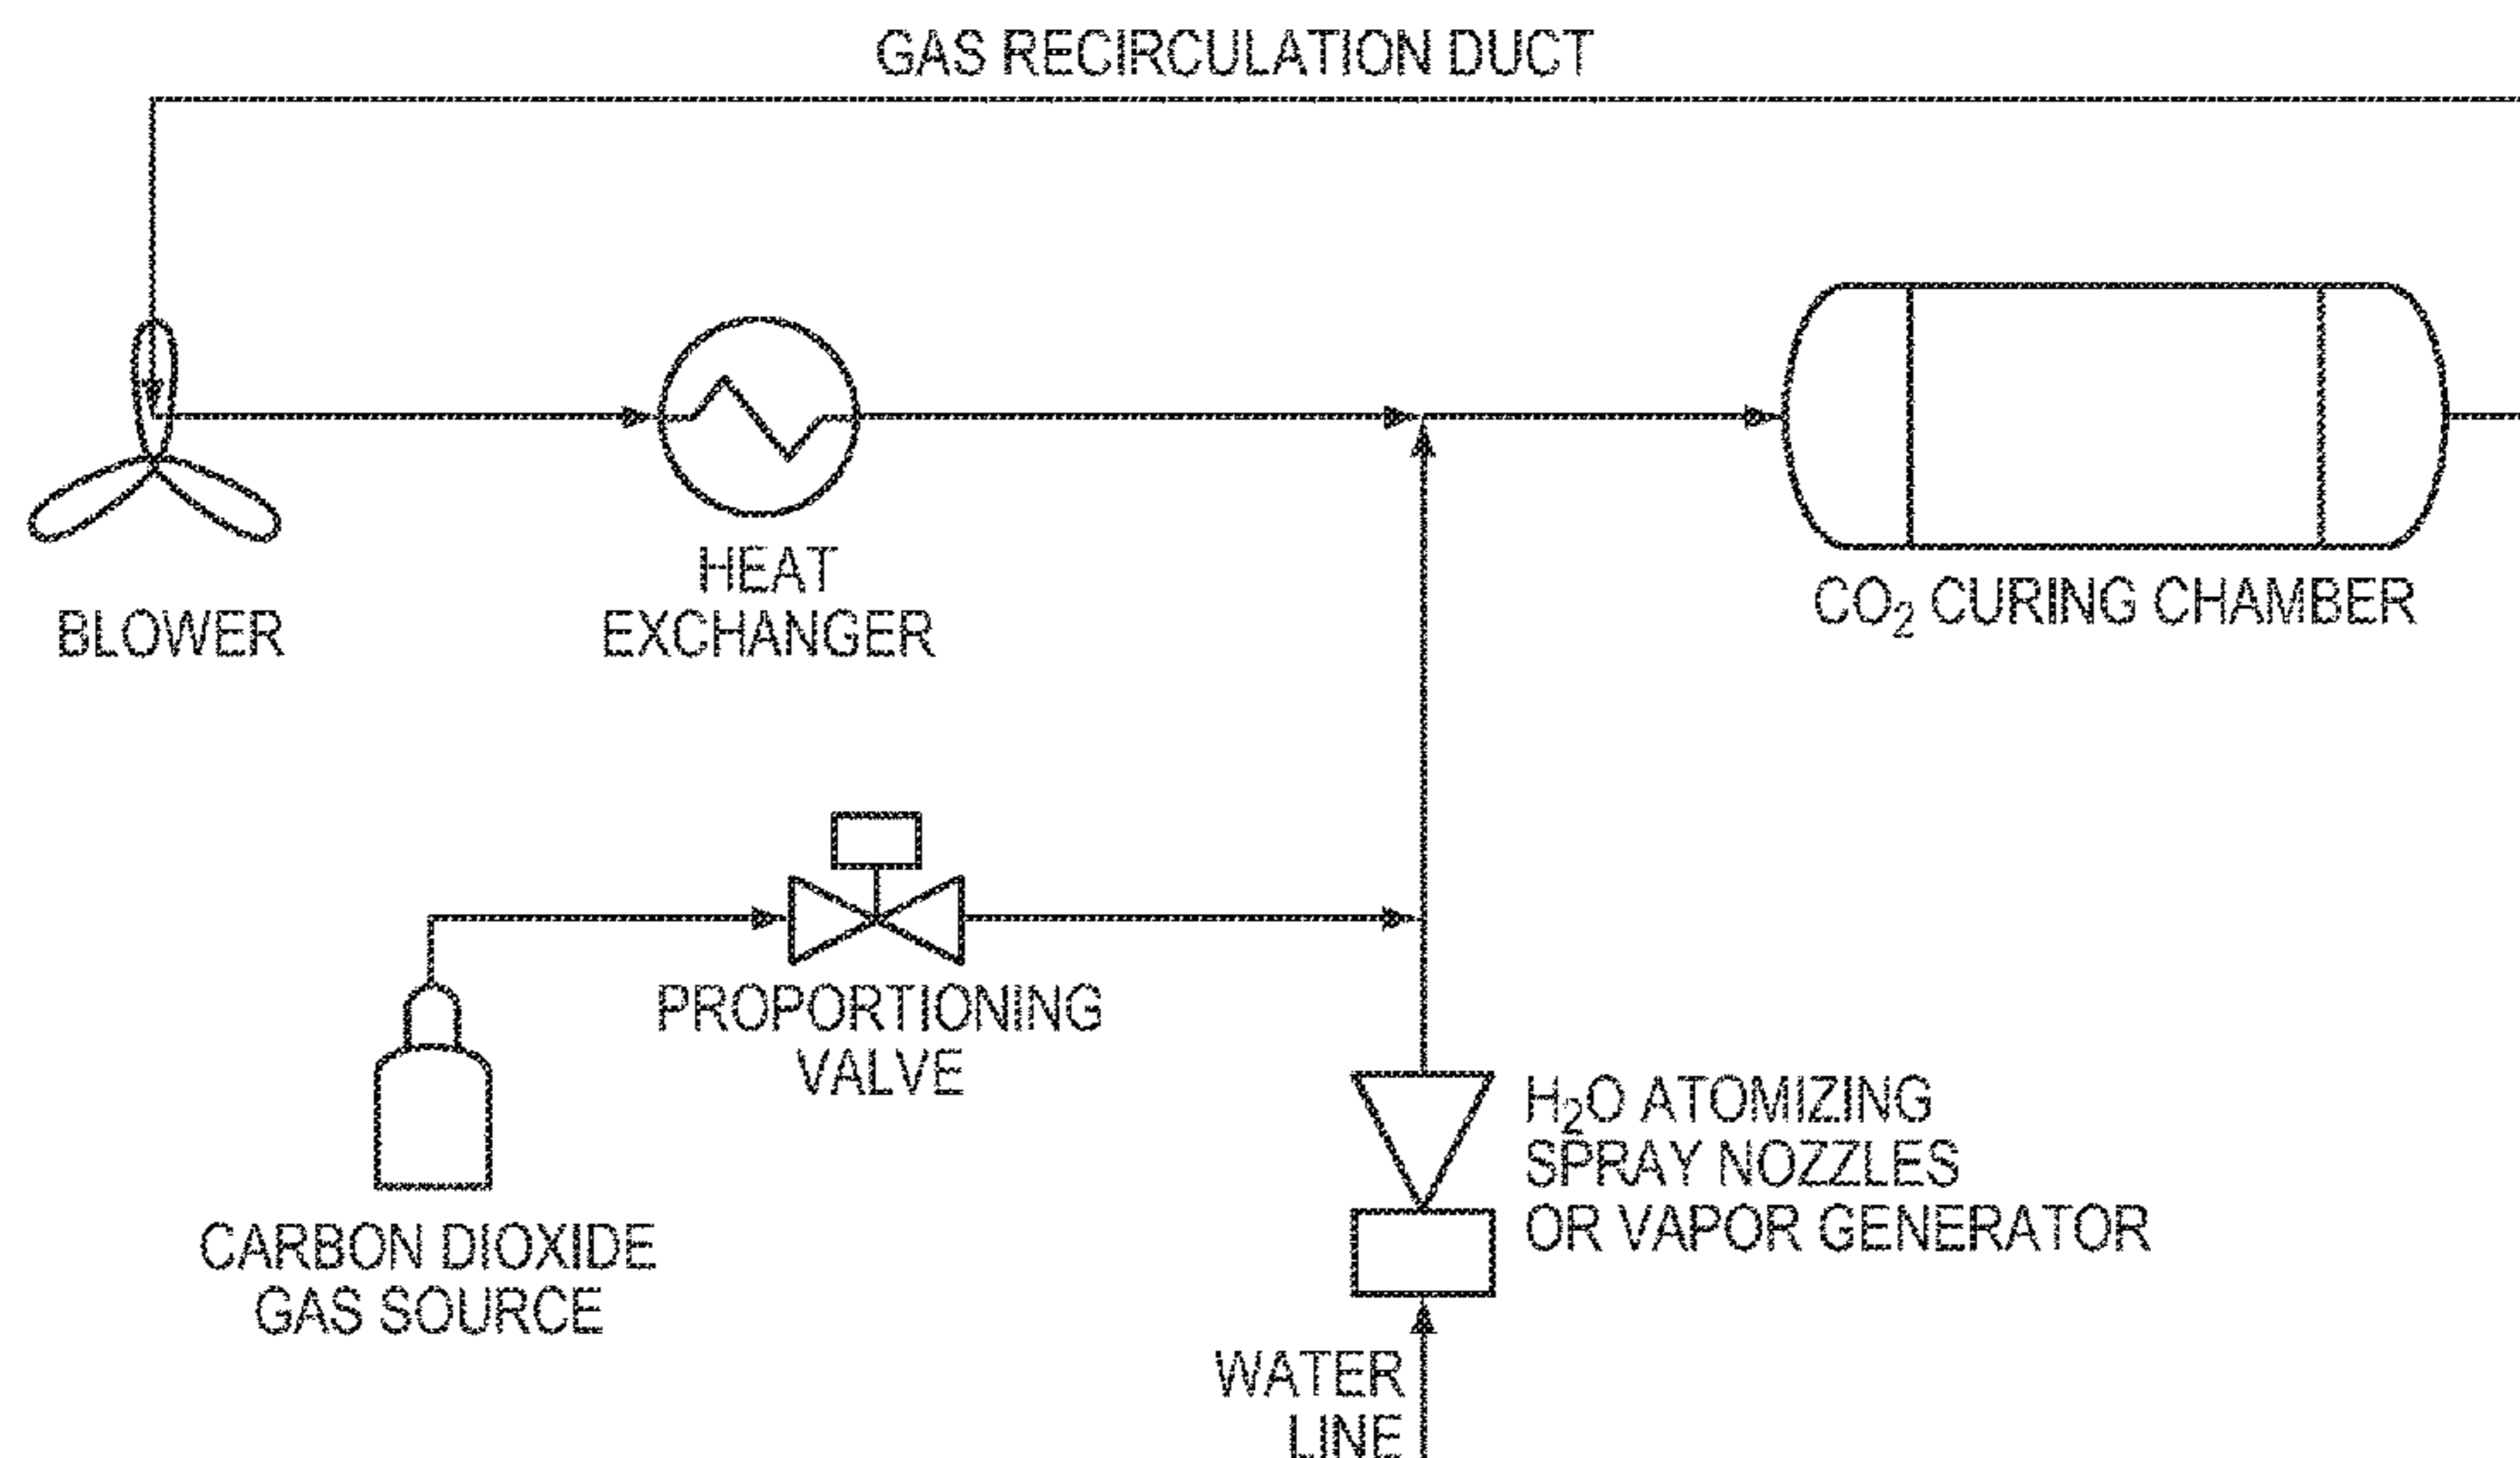 GAS RECIRCULATION DUCT
BLOWER
HEAT
EXCHANGER
CO₂ CURING CHAMBER
PROPORTIONING
VALVE
CARBON DIOXIDE
GAS SOURCE
H₂O ATOMIZING
SPRAY NOZZLES
OR VAPOR GENERATOR
WATER
LINE